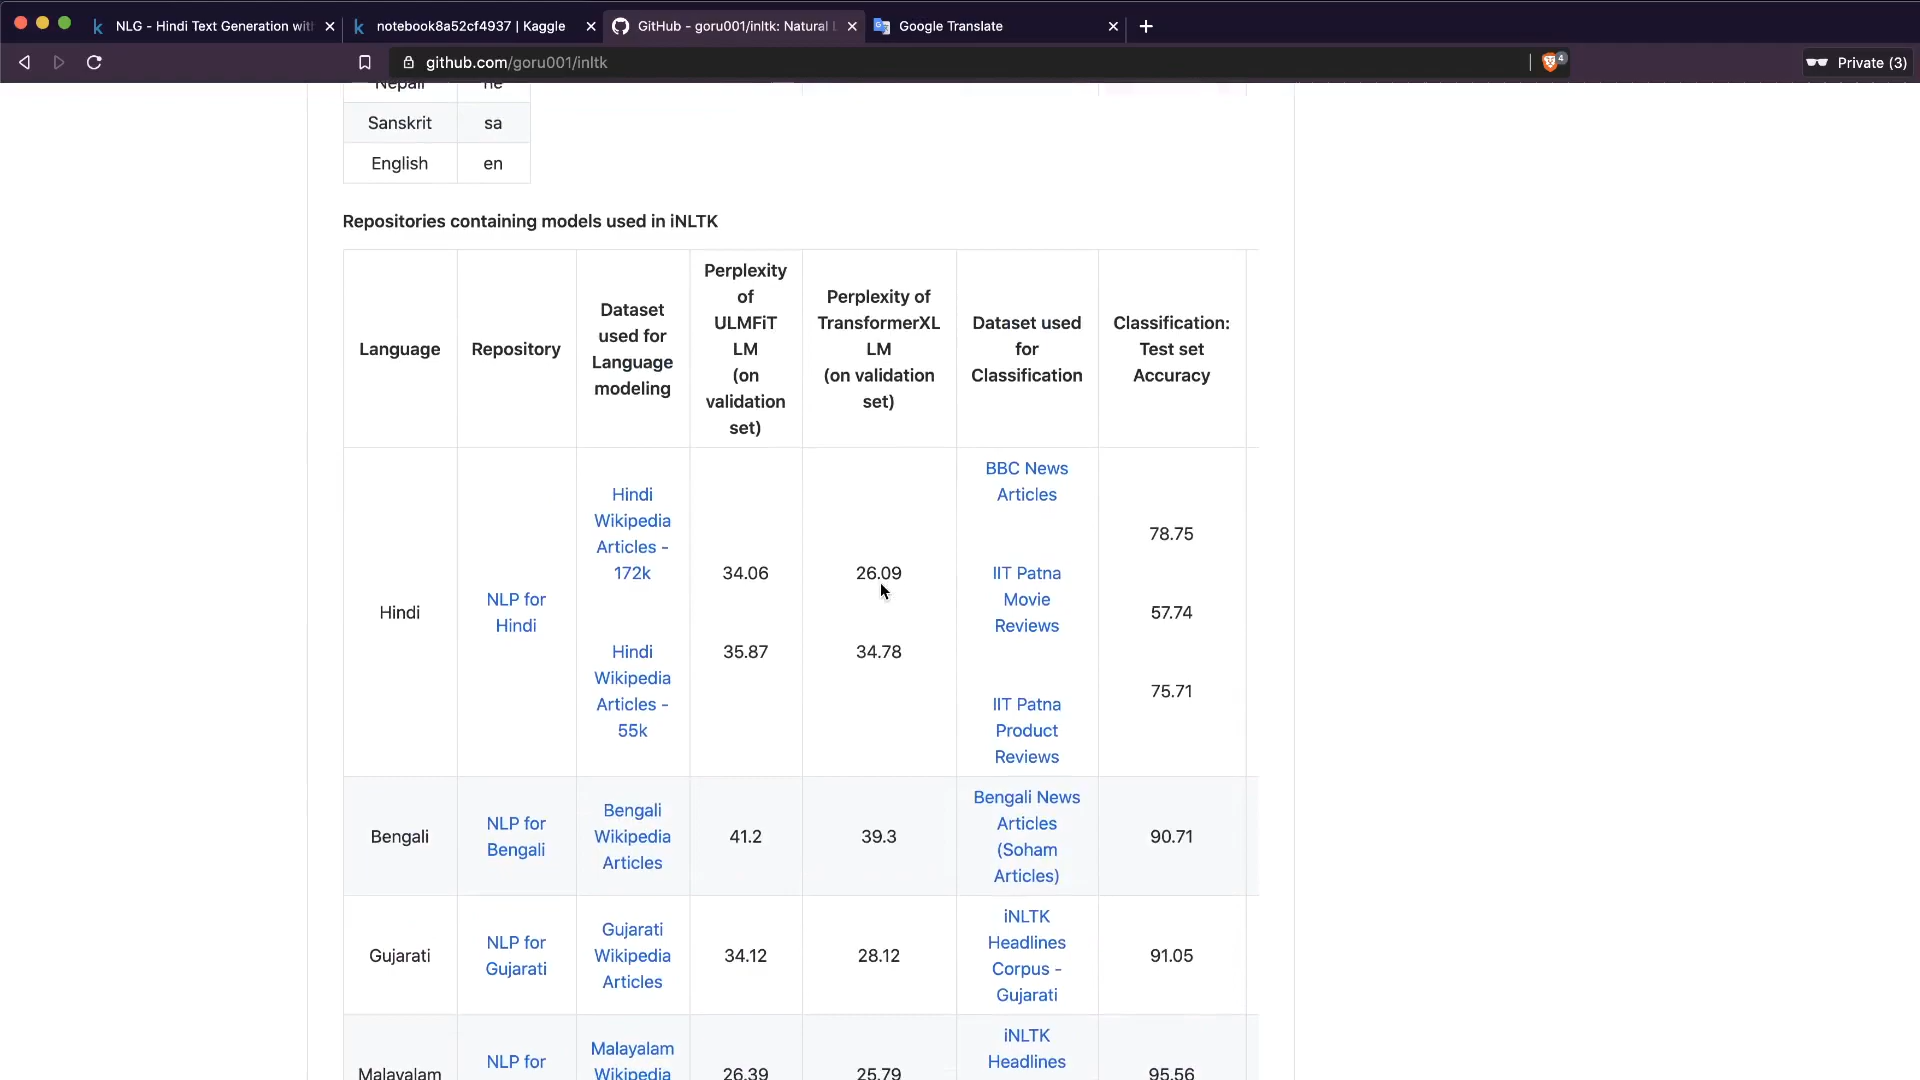 NLG - Hindi Text Generation wit
notebook8a52cf4937 | Kaggle
GitHub - goru001/inltk: Natural L
Google Translate
github.com/goru001/inltk
4
Private (3)
Nepali ne
Sanskrit sa
English en
Repositories containing models used in iNLTK
Language
Repository
Dataset
used for
Language
modeling
Perplexity
of
ULMFiT
LM
(on
validation
set)
Perplexity of
TransformerXL
LM
(on validation
set)
Dataset used
for
Classification
Classification:
Test set
Accuracy
Hindi
NLP for
Hindi
Hindi
Wikipedia
Articles -
172k
Hindi
Wikipedia
Articles -
55k
34.06
35.87
26.09
34.78
BBC News
Articles
IIT Patna
Movie
Reviews
IIT Patna
Product
Reviews
78.75
57.74
75.71
Bengali
NLP for
Bengali
Bengali
Wikipedia
Articles
41.2
39.3
Bengali News
Articles
(Soham
Articles)
90.71
Gujarati
NLP for
Gujarati
Gujarati
Wikipedia
Articles
34.12
28.12
iNLTK
Headlines
Corpus -
Gujarati
91.05
Malayalam
NLP for
Malayalam
Wikipedia
26.39
25.79
iNLTK
Headlines
95.56